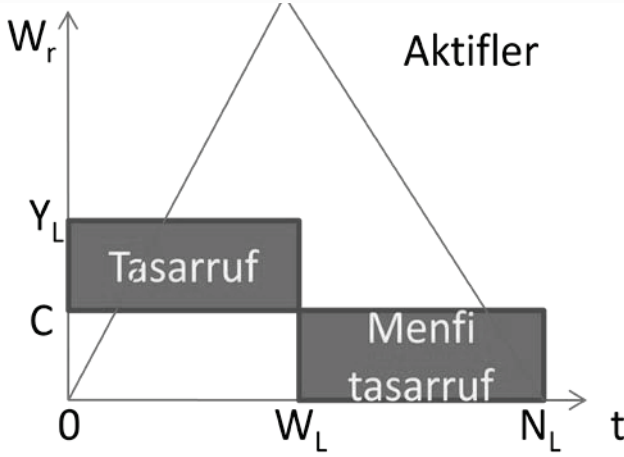 W_r
Aktifler
Y_L
Tasarruf
C
Menfi
tasarruf
0
W_L
N_L
t